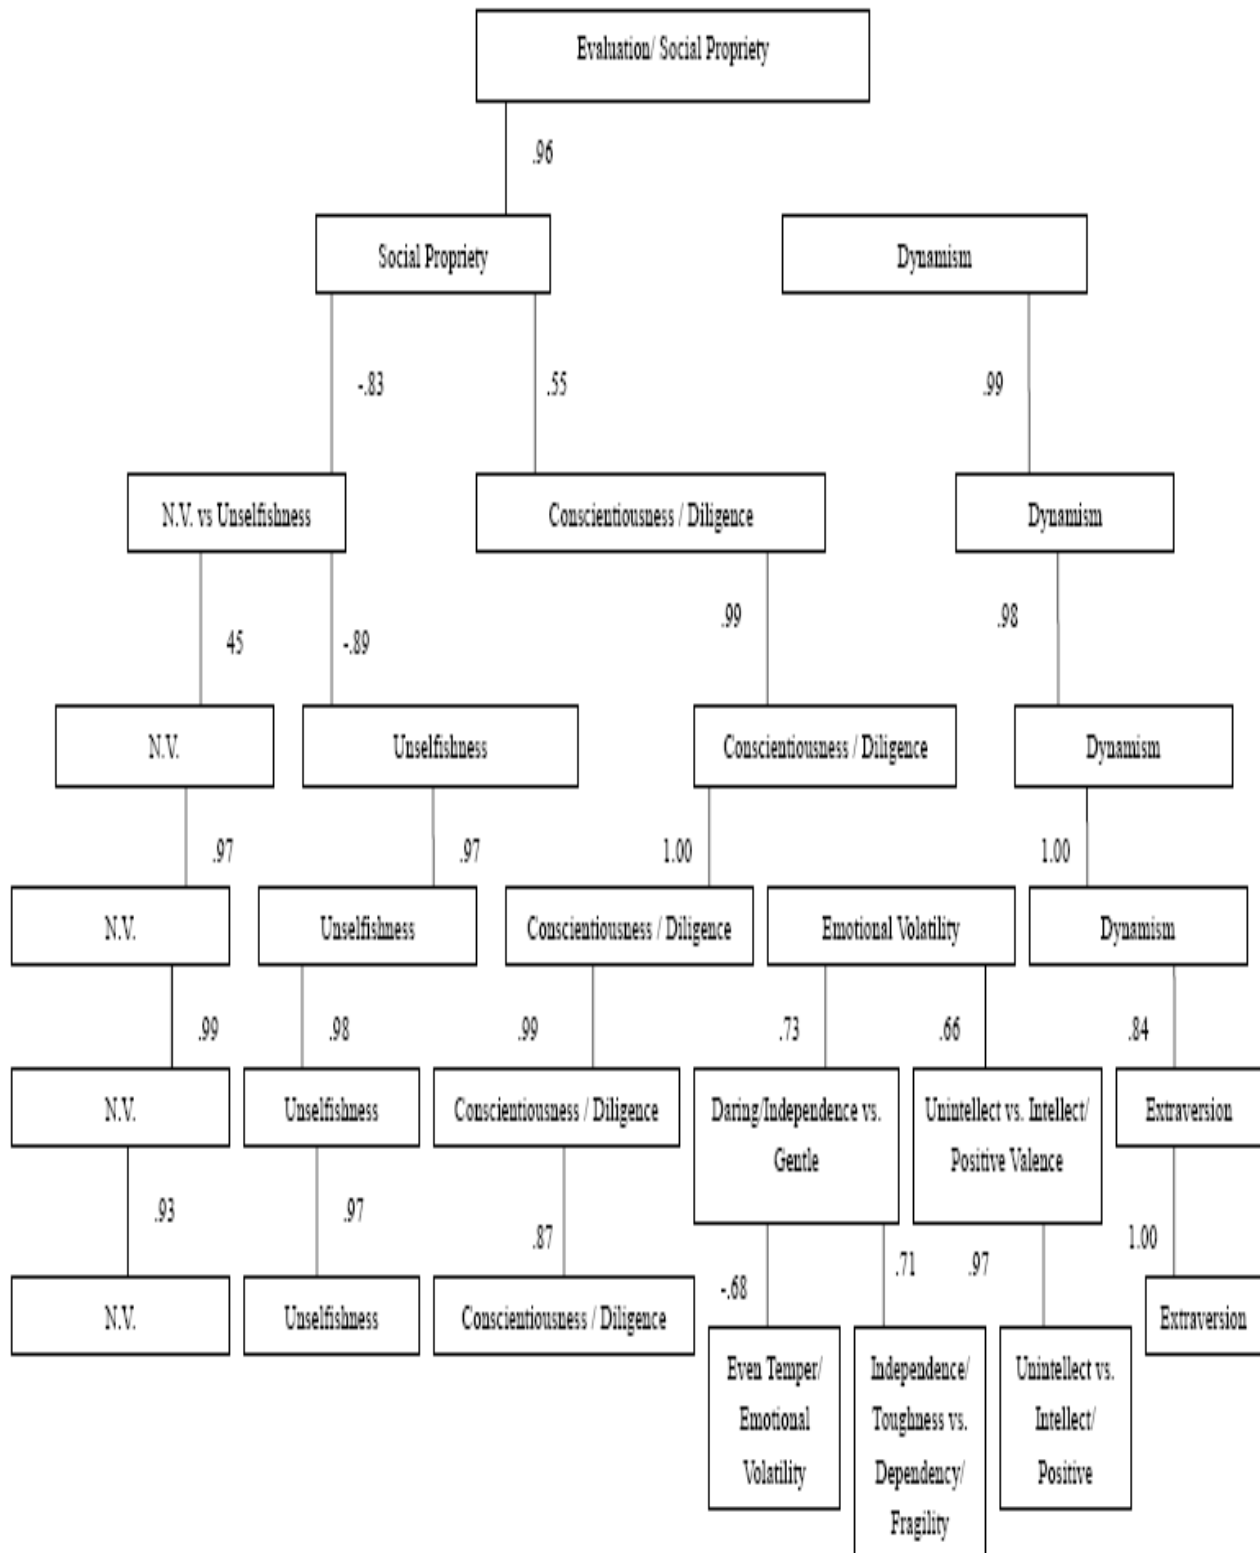 Evaluation/ Social Propriety
.96
Social Propriety
Dynamism
-.83
.55
.99
N.V. vs Unselfishness
Conscientiousness / Diligence
Dynamism
45
-.89
.99
.98
N.V.
Unselfishness
Conscientiousness / Diligence
Dynamism
.97
.97
1.00
1.00
N.V.
Unselfishness
Conscientiousness / Diligence
Emotional Volatility
Dynamism
.99
.98
.99
.73
.66
.84
N.V.
Unselfishness
Conscientiousness / Diligence
Daring/Independence vs.
Gentle
Unintellect vs. Intellect/
Positive Valence
Extraversion
.93
.97
.87
-.68
.71
.97
1.00
N.V.
Unselfishness
Conscientiousness / Diligence
Even Temper/
Emotional
Volatility
Independence/
Toughness vs.
Dependency/
Fragility
Unintellect vs.
Intellect/
Positive
Extraversion